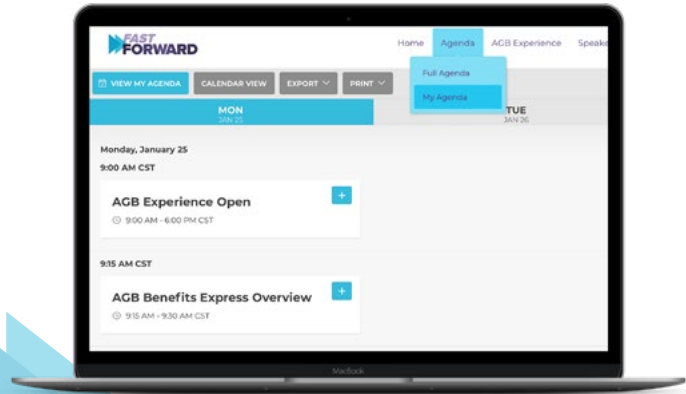 FAST
FORWARD
Home Agenda AGB Experience Speake
Full Agenda
My Agenda
VIEW MY AGENDA CALENDAR VIEW EXPORT PRINT
MON
JAN 25
TUE
JAN 26
Monday, January 25
9:00 AM CST
AGB Experience Open
+
9:00 AM - 6:00 PM CST
9:15 AM CST
AGB Benefits Express Overview
+
9:15 AM - 9:30 AM CST
MacBook